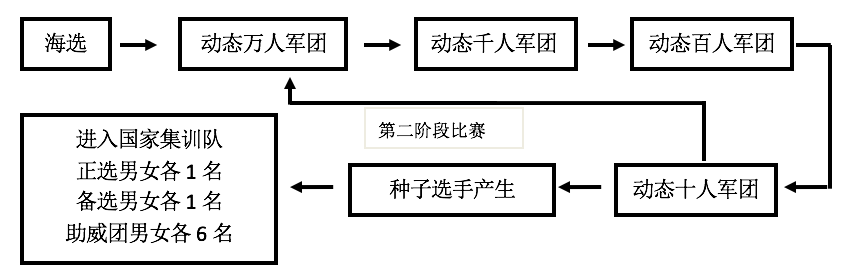 海选
动态万人军团
动态千人军团
动态百人军团
第二阶段比赛
进入国家集训队
正选男女各1名
备选男女各1名
助威团男女各6名
种子选手产生
动态十人军团